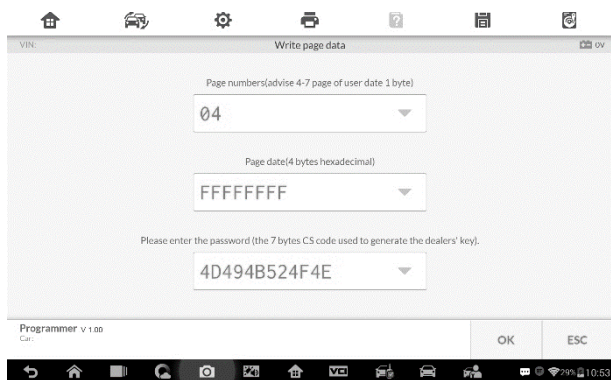 VIN:
Write page data
0V
Page numbers(advise 4-7 page of user date 1 byte)
04
Page date(4 bytes hexadecimal)
FFFFFFFF
Please enter the password (the 7 bytes CS code used to generate the dealers' key).
4D494B524F4E
Programmer V 1.00
Car:
OK
ESC
29%
10:53